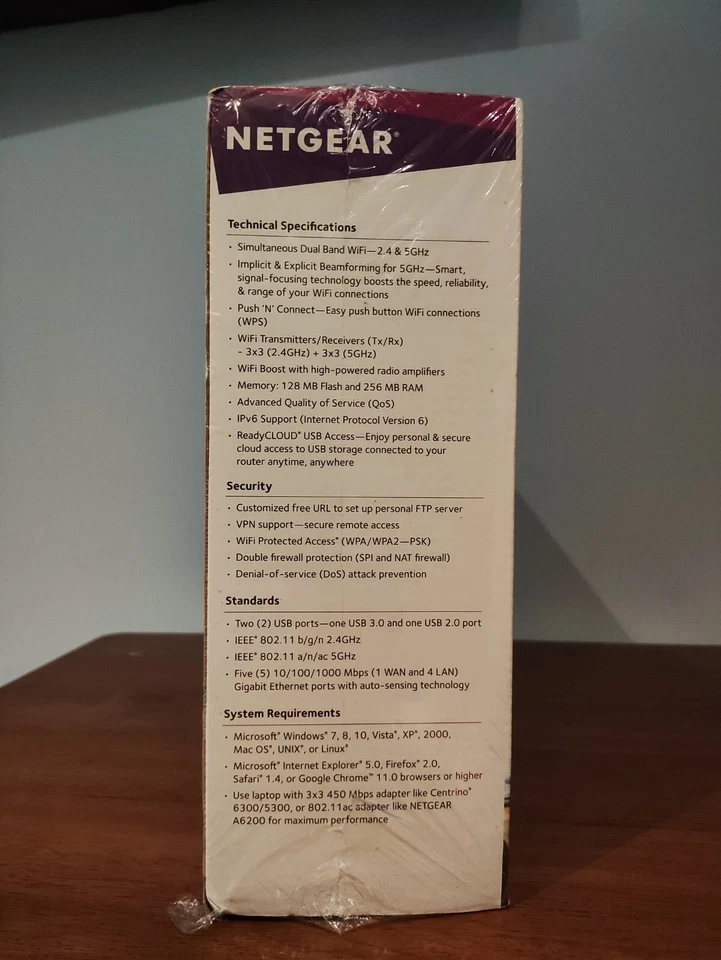 NETGEAR®
Technical Specifications
· Simultaneous Dual Band WiFi—2.4 & 5GHz
· Implicit & Explicit Beamforming for 5GHz—Smart,
signal-focusing technology boosts the speed, reliability,
& range of your WiFi connections
· Push 'N' Connect—Easy push button WiFi connections
(WPS)
· WiFi Transmitters/Receivers (Tx/Rx)
- 3x3 (2.4GHz) + 3x3 (5GHz)
· WiFi Boost with high-powered radio amplifiers
· Memory: 128 MB Flash and 256 MB RAM
· Advanced Quality of Service (QoS)
· IPv6 Support (Internet Protocol Version 6)
· ReadyCLOUD® USB Access—Enjoy personal & secure
cloud access to USB storage connected to your
router anytime, anywhere
Security
· Customized free URL to set up personal FTP server
· VPN support—secure remote access
· WiFi Protected Access® (WPA/WPA2—PSK)
· Double firewall protection (SPI and NAT firewall)
· Denial-of-service (DoS) attack prevention
Standards
· Two (2) USB ports—one USB 3.0 and one USB 2.0 port
· IEEE® 802.11 b/g/n 2.4GHz
· IEEE® 802.11 a/n/ac 5GHz
· Five (5) 10/100/1000 Mbps (1 WAN and 4 LAN)
Gigabit Ethernet ports with auto-sensing technology
System Requirements
· Microsoft® Windows® 7, 8, 10, Vista®, XP®, 2000,
Mac OS®, UNIX®, or Linux®
· Microsoft® Internet Explorer® 5.0, Firefox® 2.0,
Safari® 1.4, or Google Chrome™ 11.0 browsers or higher
· Use laptop with 3x3 450 Mbps adapter like Centrino®
6300/5300, or 802.11ac adapter like NETGEAR
A6200 for maximum performance